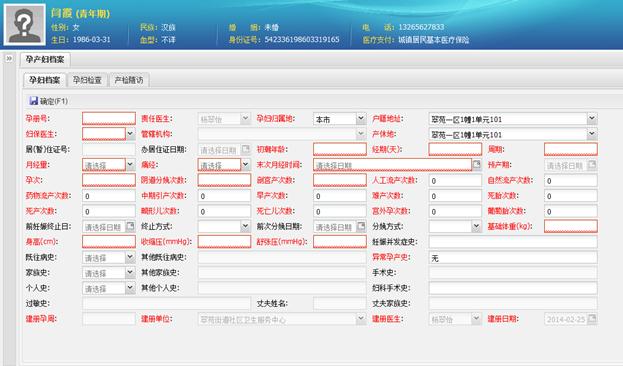 闫霞 (青年期)
性别: 女 民族: 汉族 婚 姻: 未婚 电 话: 13265627833
生日: 1986-03-31 血型: 不详 身份证号: 542336198603319165 医疗支付: 城镇居民基本医疗保险
孕产妇档案
孕妇档案 孕妇检查 产检随访
确定(F1)
孕册号: 责任医生: 杨翠怡 孕妇归属地: 本市 户籍地址: 翠苑一区1幢1单元101
妇保医生: 管辖机构: 产休地: 翠苑一区1幢1单元101
居(暂)住证号: 办居住证日期: 请选择日期 初潮年龄: 经期(天): 周期:
月经量: 请选择 痛经: 请选择 末次月经时间: 请选择日期 预产期: 请选择日期
孕次: 阴道分娩次数: 剖宫产次数: 人工流产次数: 0 自然流产次数: 0
药物流产次数: 0 中期引产次数: 0 早产次数: 0 难产次数: 0 死胎次数: 0
死产次数: 0 畸形儿次数: 0 死亡儿次数: 0 宫外孕次数: 0 葡萄胎次数: 0
前妊娠终止日: 请选择日期 终止方式: 前次分娩日期: 请选择日期 分娩方式: 基础体重(kg):
身高(cm): 收缩压(mmHg): 舒张压(mmHg): 妊娠并发症史:
既往病史: 请选择 其他既往病史: 异常孕产史: 无
家族史: 请选择 其他家族史: 手术史:
个人史: 请选择 其他个人史: 妇科手术史:
过敏史: 丈夫姓名: 丈夫家族史:
建册孕周: 建册单位: 翠苑街道社区卫生服务中心 建册医生: 杨翠怡 建册日期: 2014-02-25